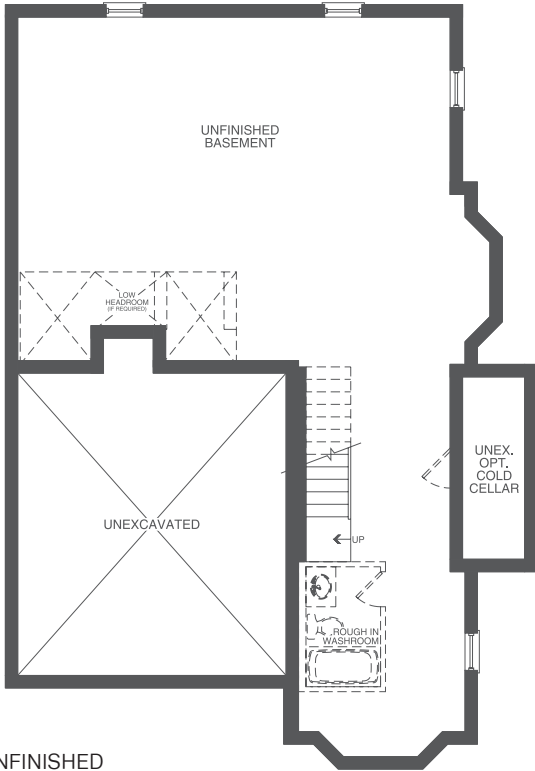 UNFINISHED
BASEMENT
LOW
HEADROOM
(IF REQUIRED)
UNEX.
OPT.
COLD
CELLAR
UNEXCAVATED
UP
ROUGH IN
WASHROOM
NFINISHED